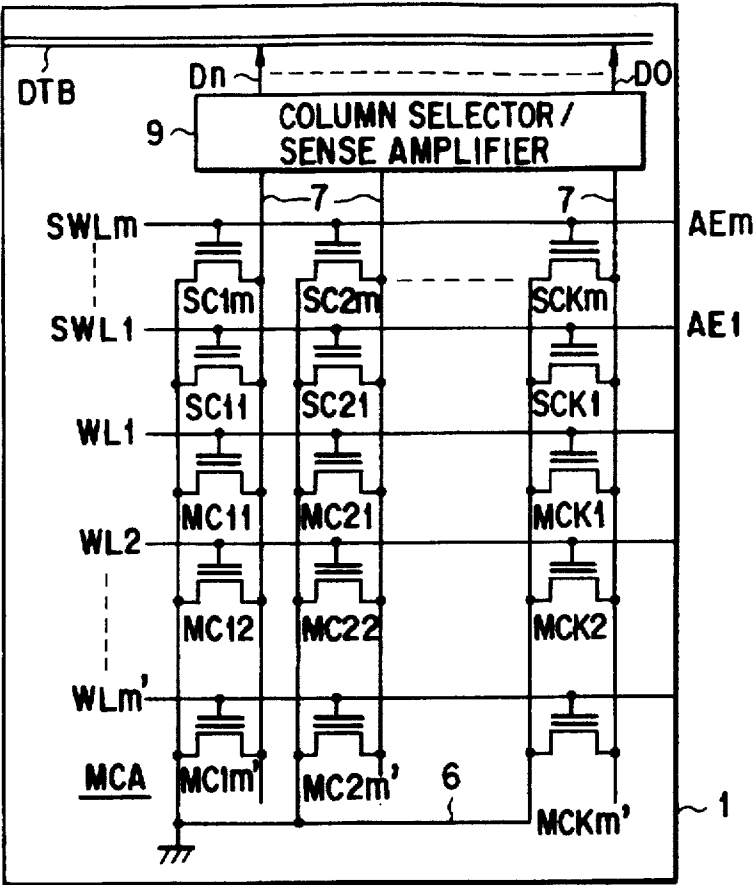 DTB
Dn
D0
9
COLUMN SELECTOR/
SENSE AMPLIFIER
7
7
SWLm
AEm
SC1m
SC2m
SCKm
SWL1
AE1
SC11
SC21
SCK1
WL1
MC11
MC21
MCK1
WL2
MC12
MC22
MCK2
WLm'
MCA
MC1m'
MC2m'
6
MCKm'
1